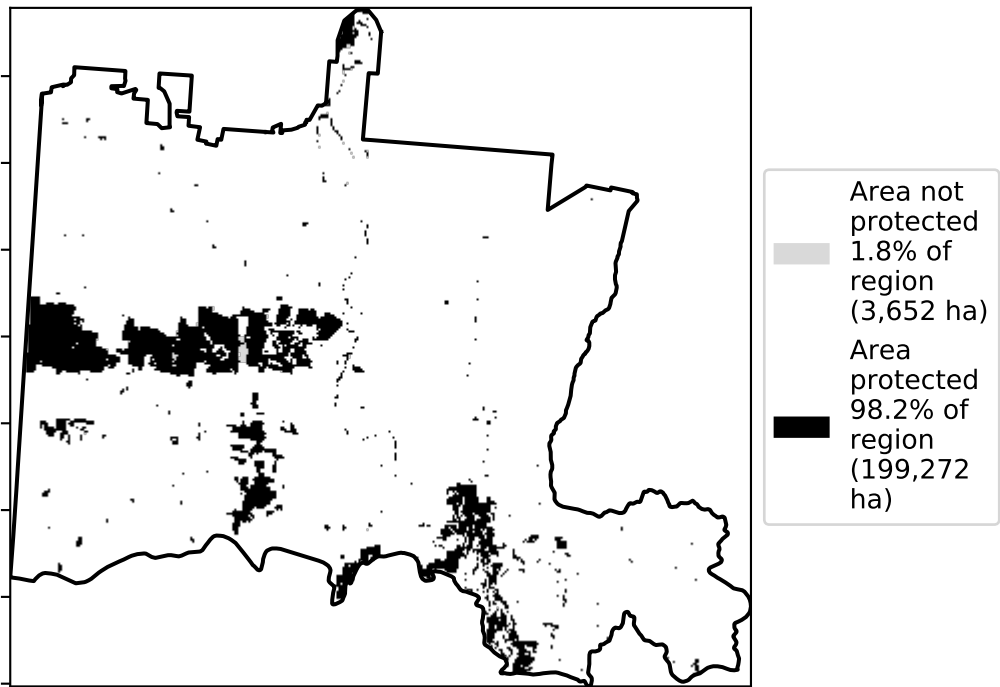 Area not
protected
1.8% of
region
(3,652 ha)
Area
protected
98.2% of
region
(199,272
ha)